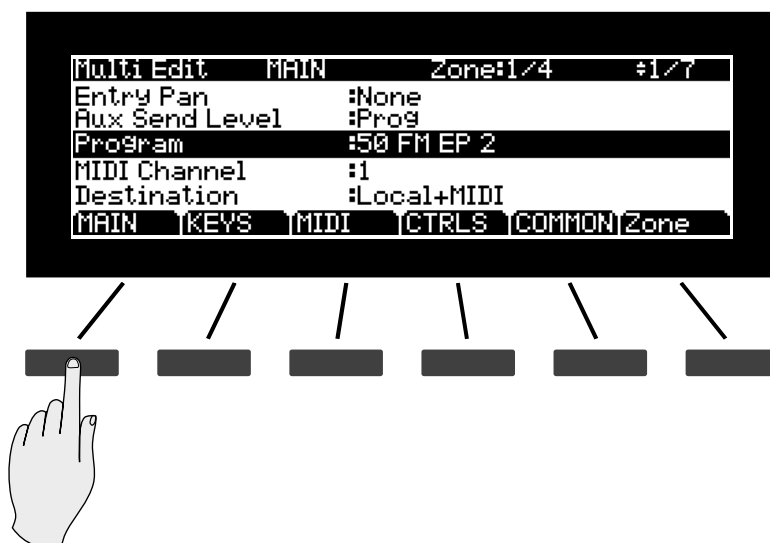 Multi Edit MAIN Zone:1/4 ÷1/7
Entry Pan :None
Aux Send Level :Prog
Program :50 FM EP 2
MIDI Channel :1
Destination :Local+MIDI
MAIN KEYS MIDI CTRLS COMMON Zone